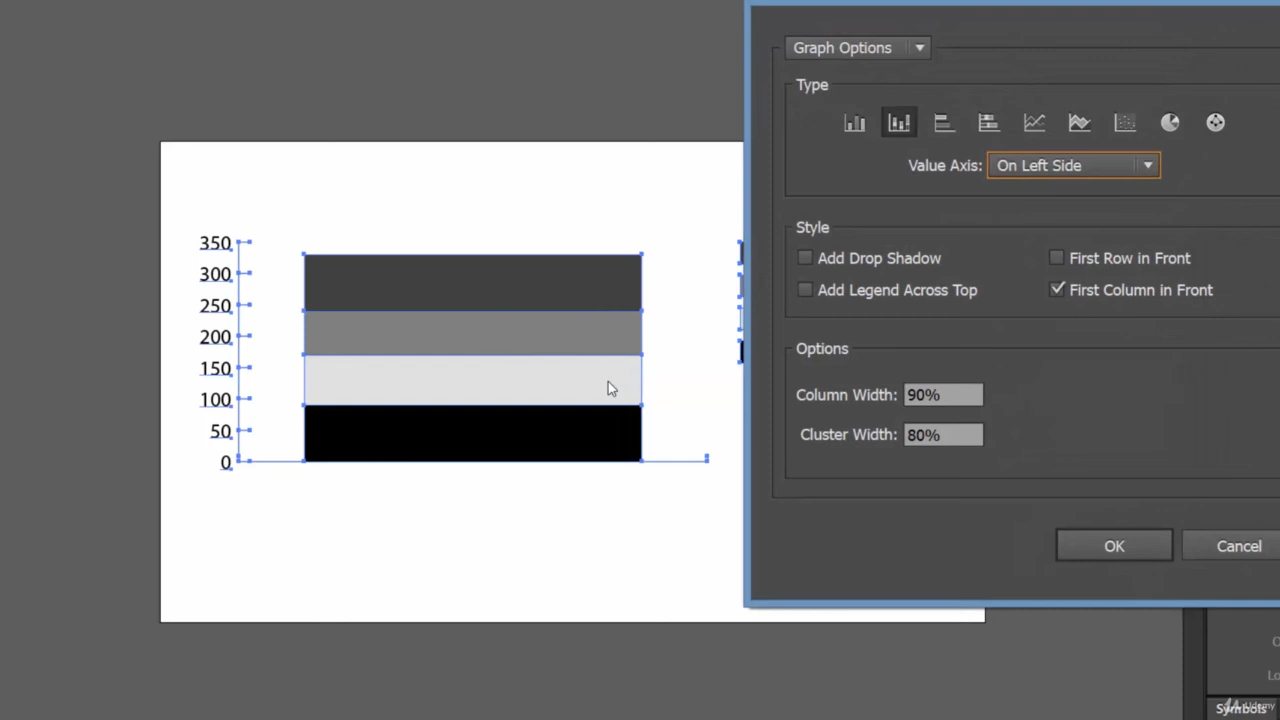 Graph Options
Type
Value Axis: On Left Side
Style
Add Drop Shadow
First Row in Front
Add Legend Across Top
First Column in Front
Options
Column Width: 90%
Cluster Width: 80%
OK
Cancel
350
300
250
200
150
100
50
0
Symbols
Udemy